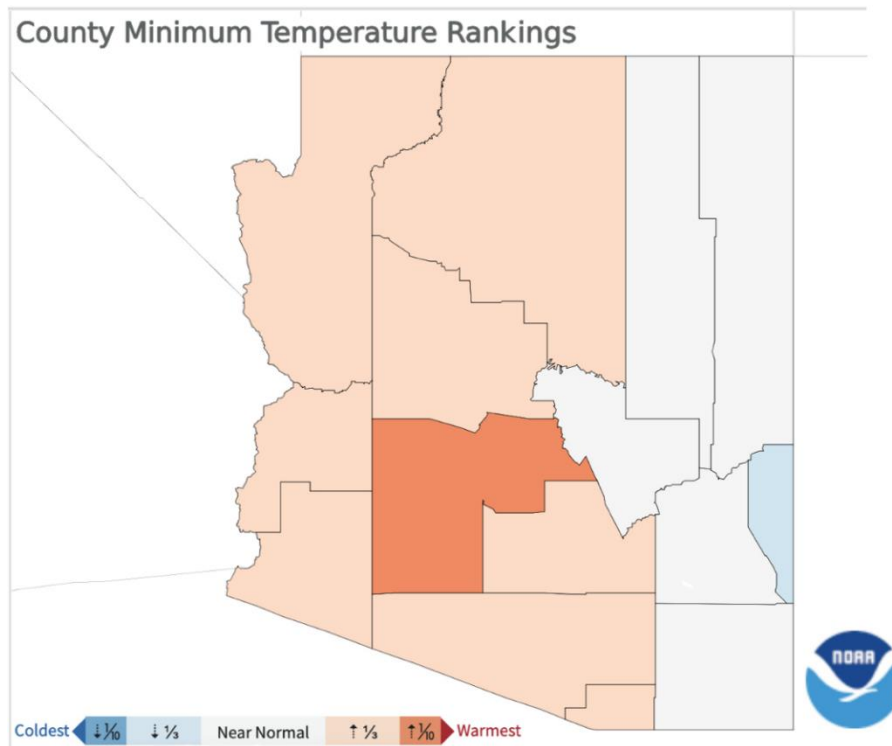 County Minimum Temperature Rankings
NOAA
Coldest ⇣ ⅒ ⇣ ⅓ Near Normal ⇡ ⅓ ⇡ ⅒ Warmest